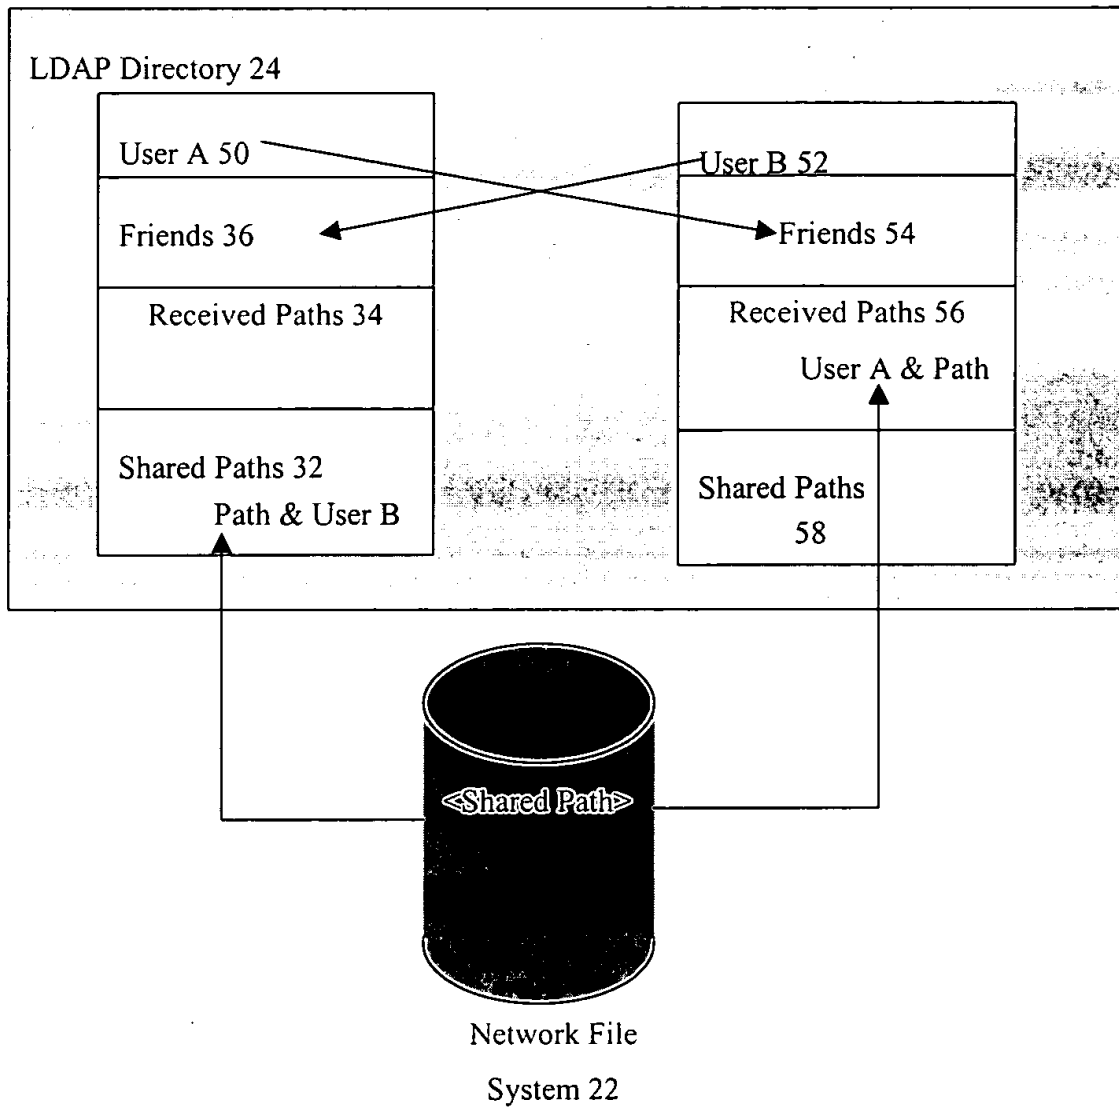 LDAP Directory 24
User A 50
Friends 36
Received Paths 34
Shared Paths 32
Path & User B
User B 52
Friends 54
Received Paths 56
User A & Path
Shared Paths
58
<Shared Path>
Network File
System 22